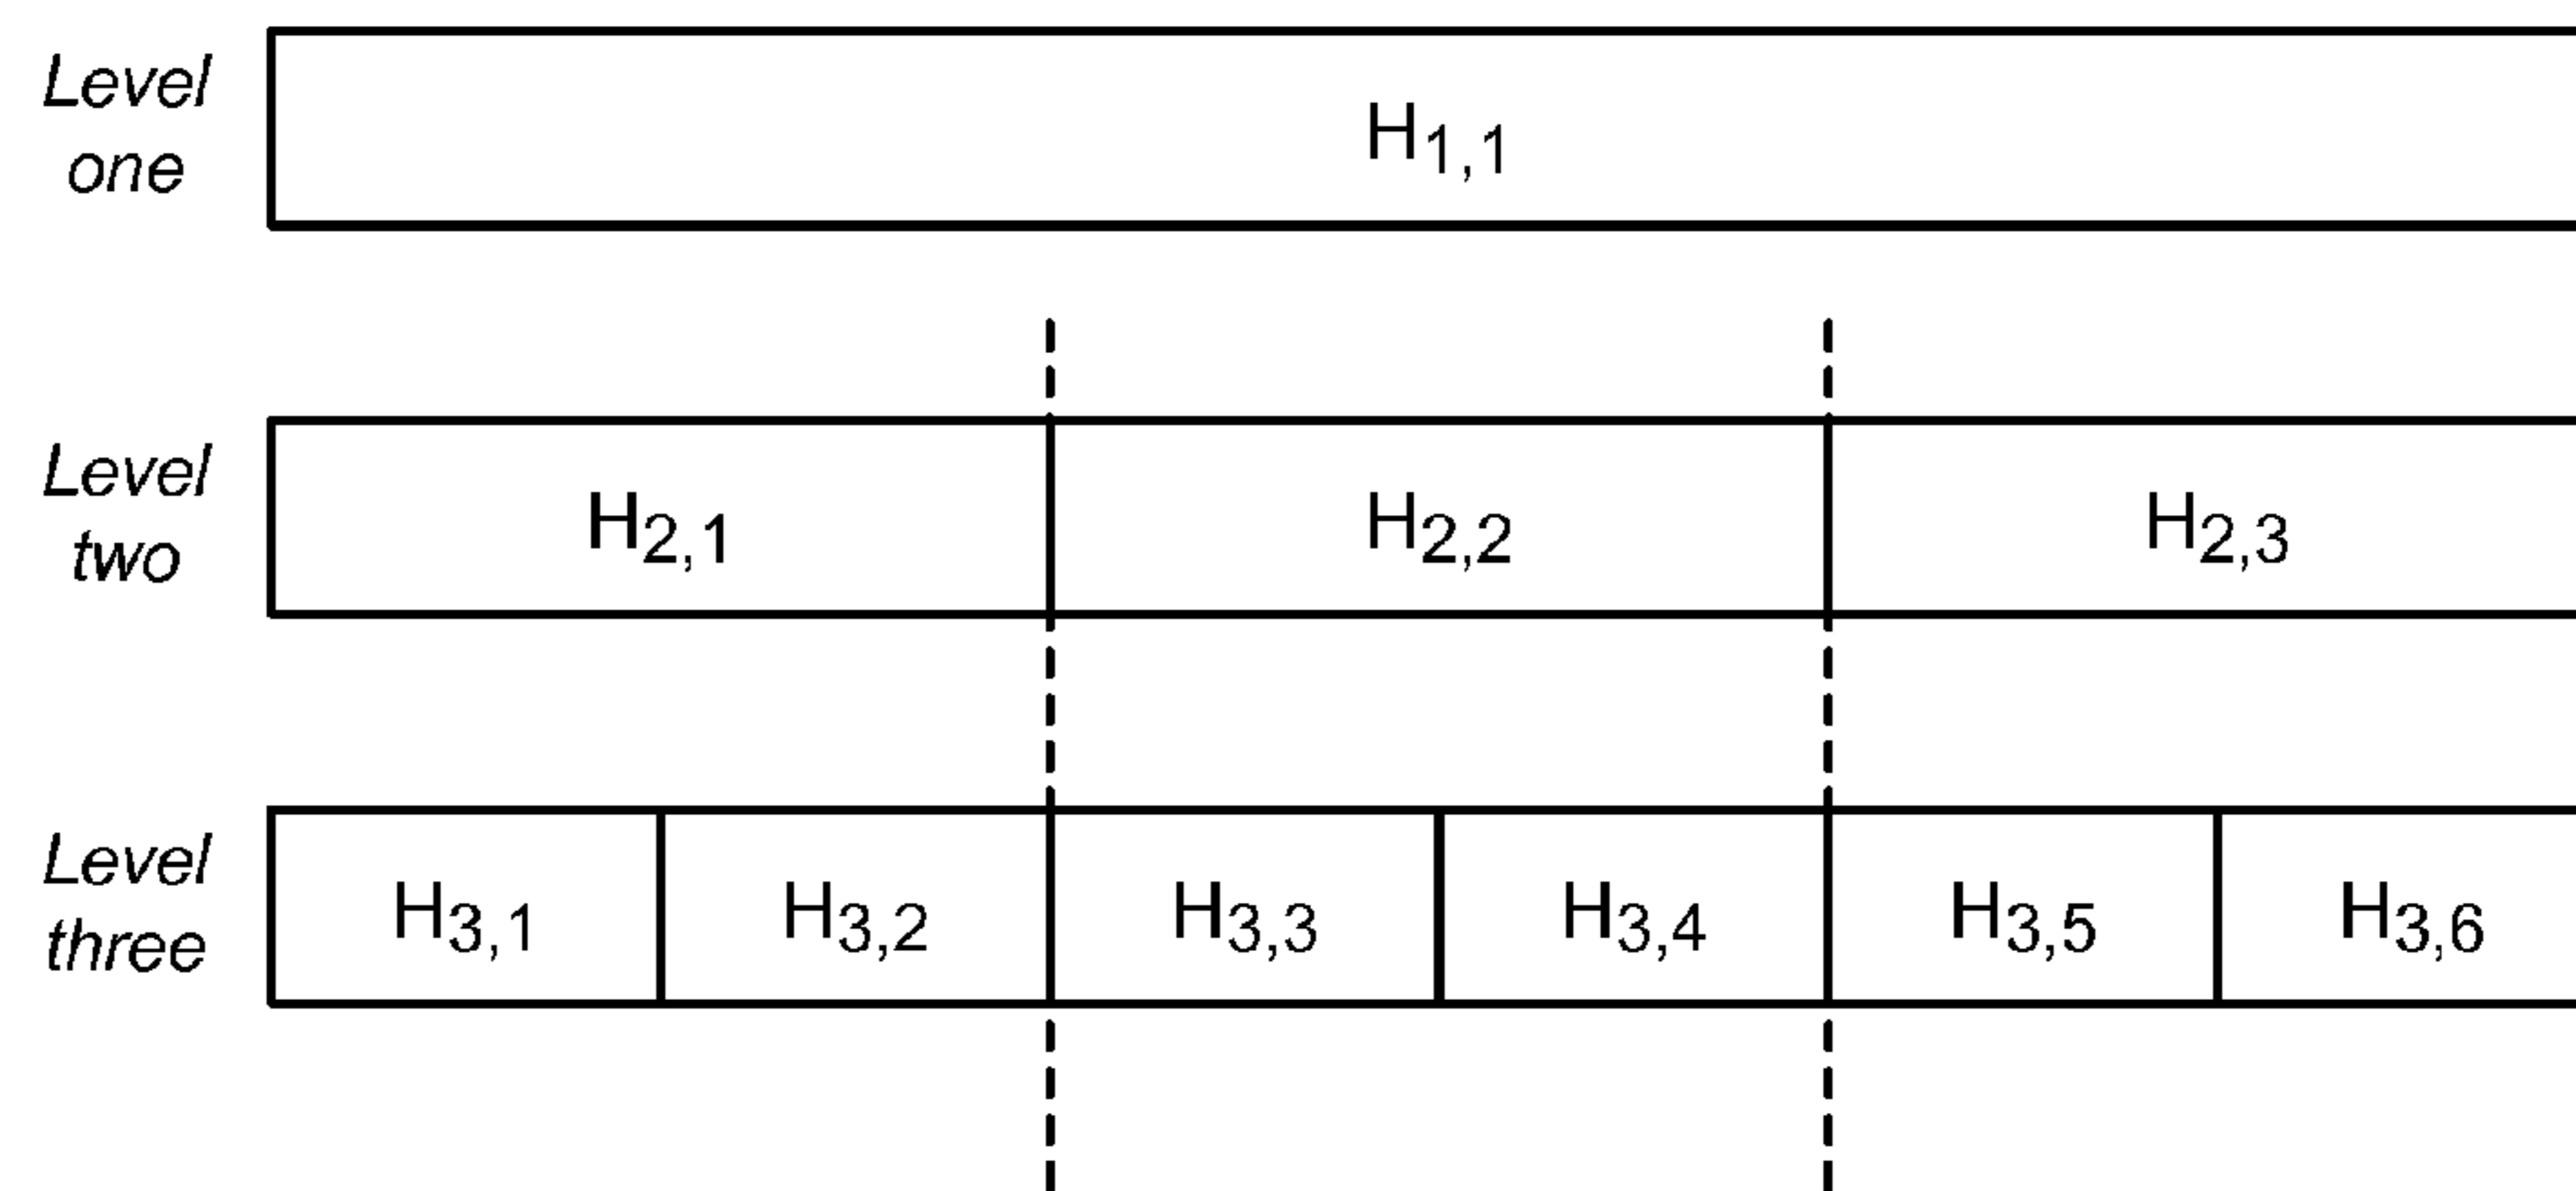 Level
one
H1,1
Level
two
H2,1 H2,2 H2,3
Level
three
H3,1 H3,2 H3,3 H3,4 H3,5 H3,6